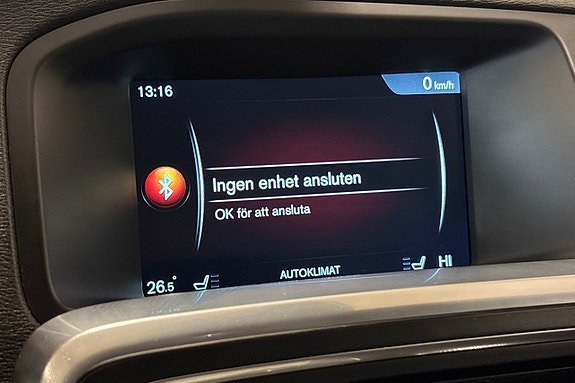 13:16
0 km/h
Ingen enhet ansluten
OK för att ansluta
AUTOKLIMAT
26.5° HI